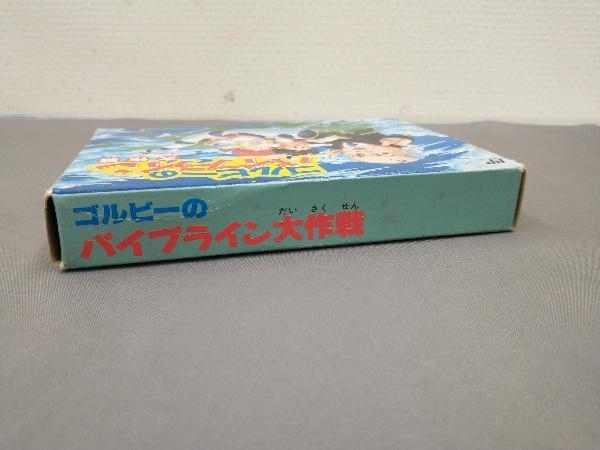 ゴルビーの
だい さく せん
パイプライン大作戦